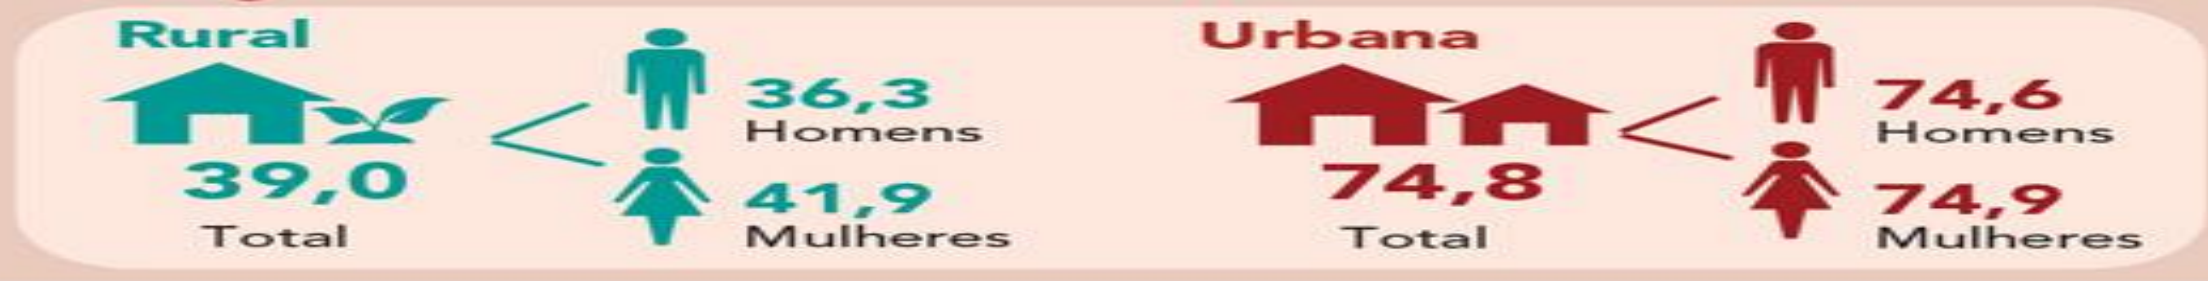 Rural
39,0
Total
36,3
Homens
41,9
Mulheres
Urbana
74,8
Total
74,6
Homens
74,9
Mulheres